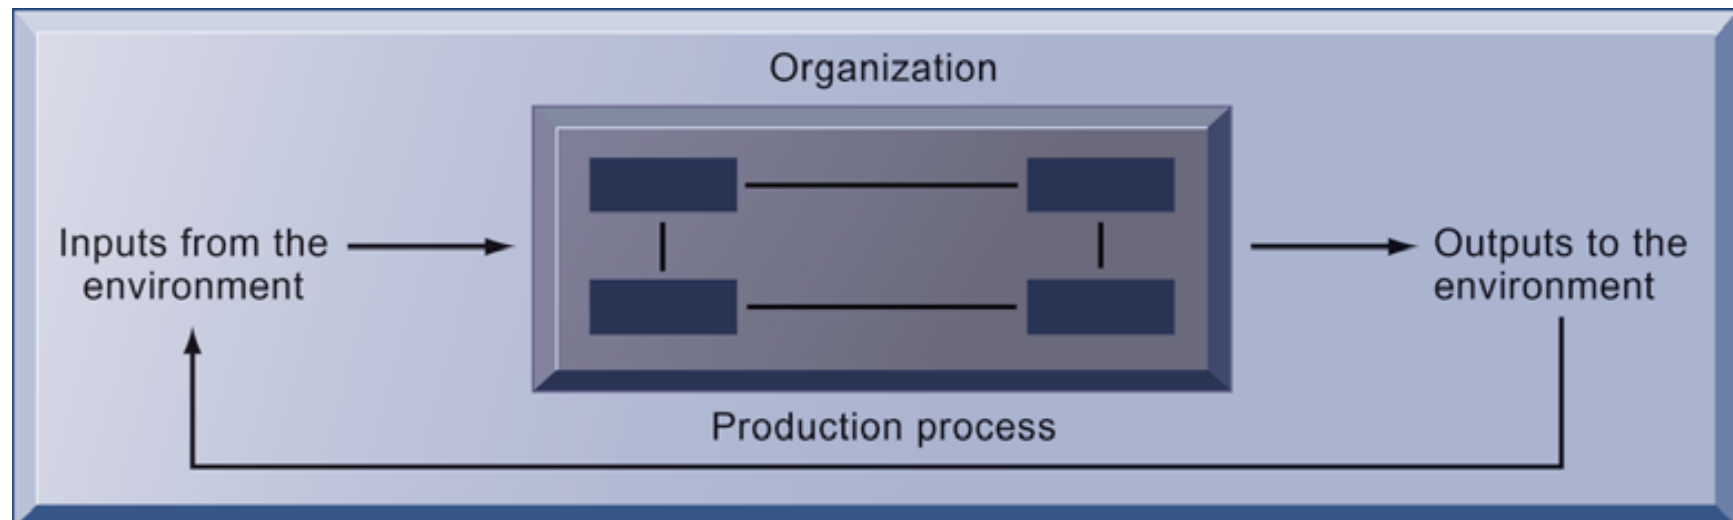 Organization
Inputs from the
environment
Outputs to the
environment
Production process